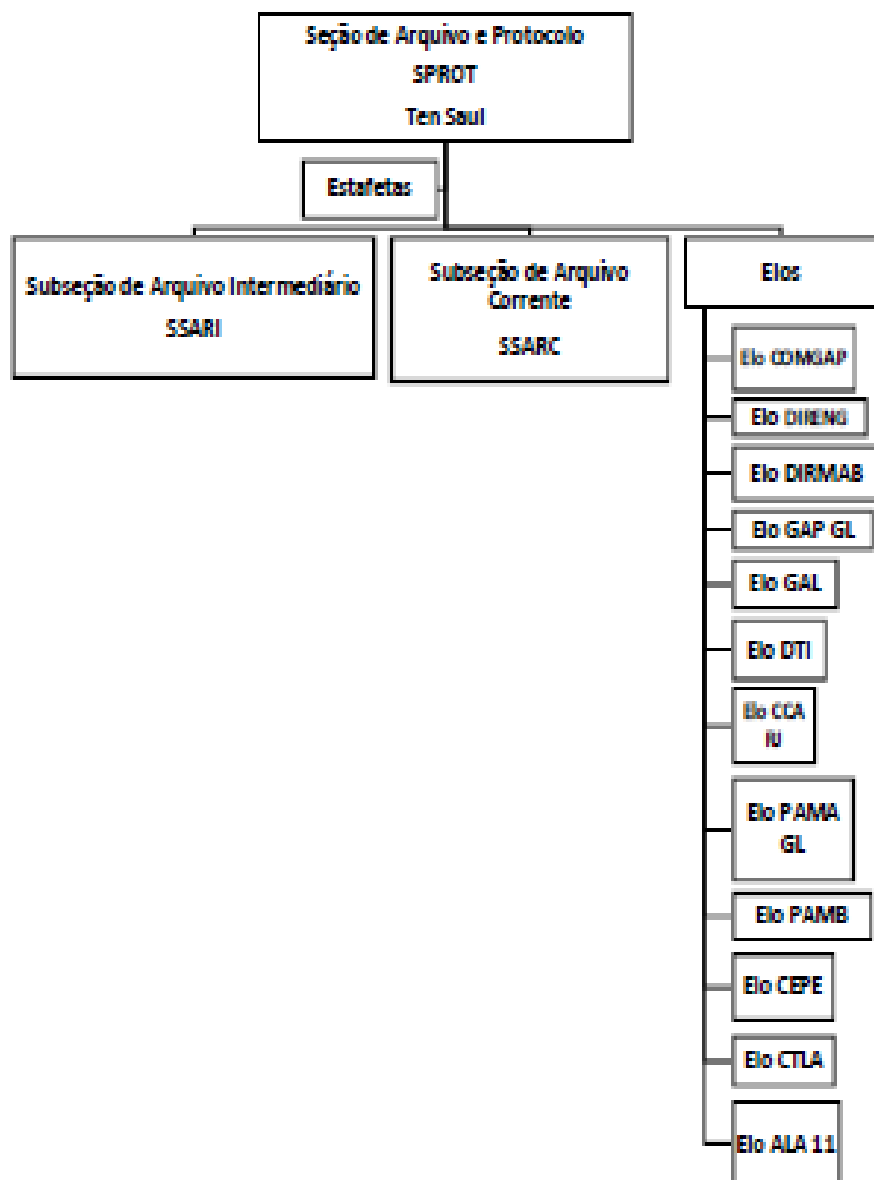 Seção de Arquivo e Protocolo
SPROT
Ten Saul
Estafetas
Subseção de Arquivo Intermediário
SSARI
Subseção de Arquivo
Corrente
SSARC
Elos
Elo COMGAP
Elo DIRENG
Elo DIRMAB
Elo GAP GL
Elo GAL
Elo DTI
Elo CCA
RJ
Elo PAMA
GL
Elo PAMB
Elo CEPE
Elo CTLA
Elo ALA 11